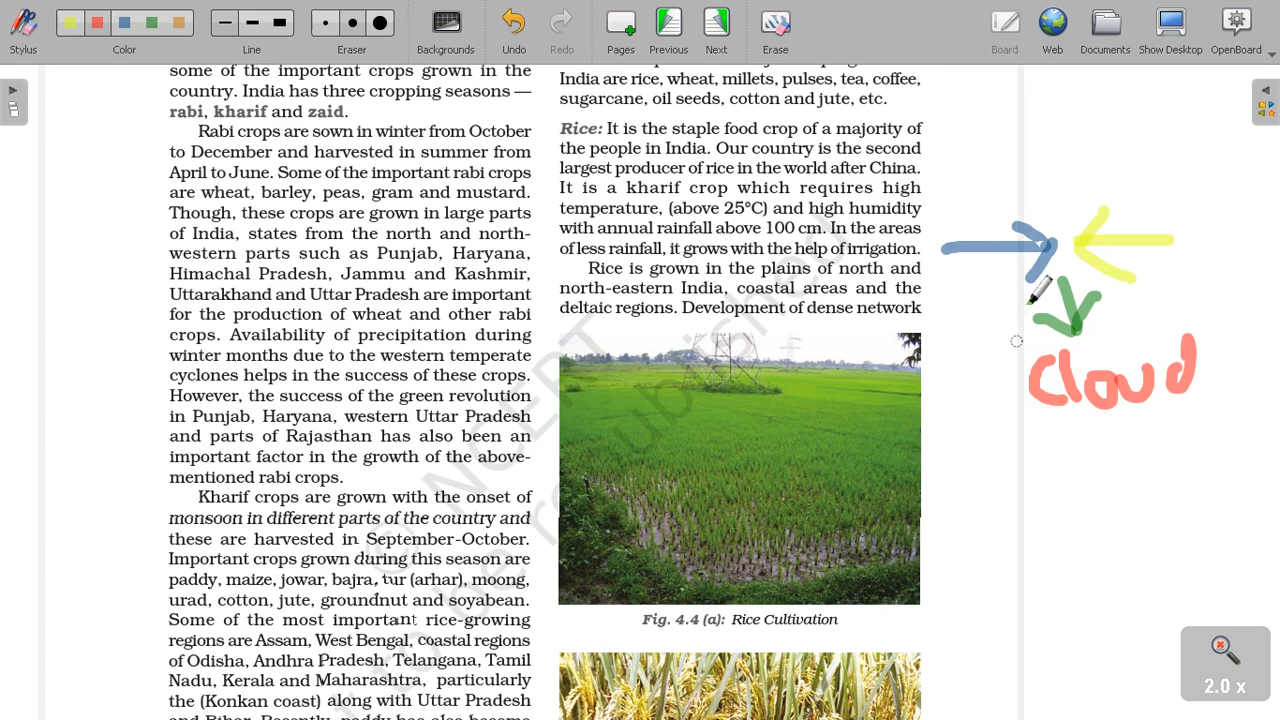 Stylus
Color
Line
Eraser
Backgrounds
Undo
Redo
Pages
Previous
Next
Erase
Board
Web
Documents
Show Desktop
OpenBoard
some of the important crops grown in the
country. India has three cropping seasons —
rabi, kharif and zaid.
Rabi crops are sown in winter from October
to December and harvested in summer from
April to June. Some of the important rabi crops
are wheat, barley, peas, gram and mustard.
Though, these crops are grown in large parts
of India, states from the north and north-
western parts such as Punjab, Haryana,
Himachal Pradesh, Jammu and Kashmir,
Uttarakhand and Uttar Pradesh are important
for the production of wheat and other rabi
crops. Availability of precipitation during
winter months due to the western temperate
cyclones helps in the success of these crops.
However, the success of the green revolution
in Punjab, Haryana, western Uttar Pradesh
and parts of Rajasthan has also been an
important factor in the growth of the above-
mentioned rabi crops.
Kharif crops are grown with the onset of
monsoon in different parts of the country and
these are harvested in September-October.
Important crops grown during this season are
paddy, maize, jowar, bajra, tur (arhar), moong,
urad, cotton, jute, groundnut and soyabean.
Some of the most important rice-growing
regions are Assam, West Bengal, coastal regions
of Odisha, Andhra Pradesh, Telangana, Tamil
Nadu, Kerala and Maharashtra, particularly
the (Konkan coast) along with Uttar Pradesh
India are rice, wheat, millets, pulses, tea, coffee,
sugarcane, oil seeds, cotton and jute, etc.
Rice: It is the staple food crop of a majority of
the people in India. Our country is the second
largest producer of rice in the world after China.
It is a kharif crop which requires high
temperature, (above 25°C) and high humidity
with annual rainfall above 100 cm. In the areas
of less rainfall, it grows with the help of irrigation.
Rice is grown in the plains of north and
north-eastern India, coastal areas and the
deltaic regions. Development of dense network
Fig. 4.4 (a): Rice Cultivation
© NCERT
to be republished
cloud
2.0 x